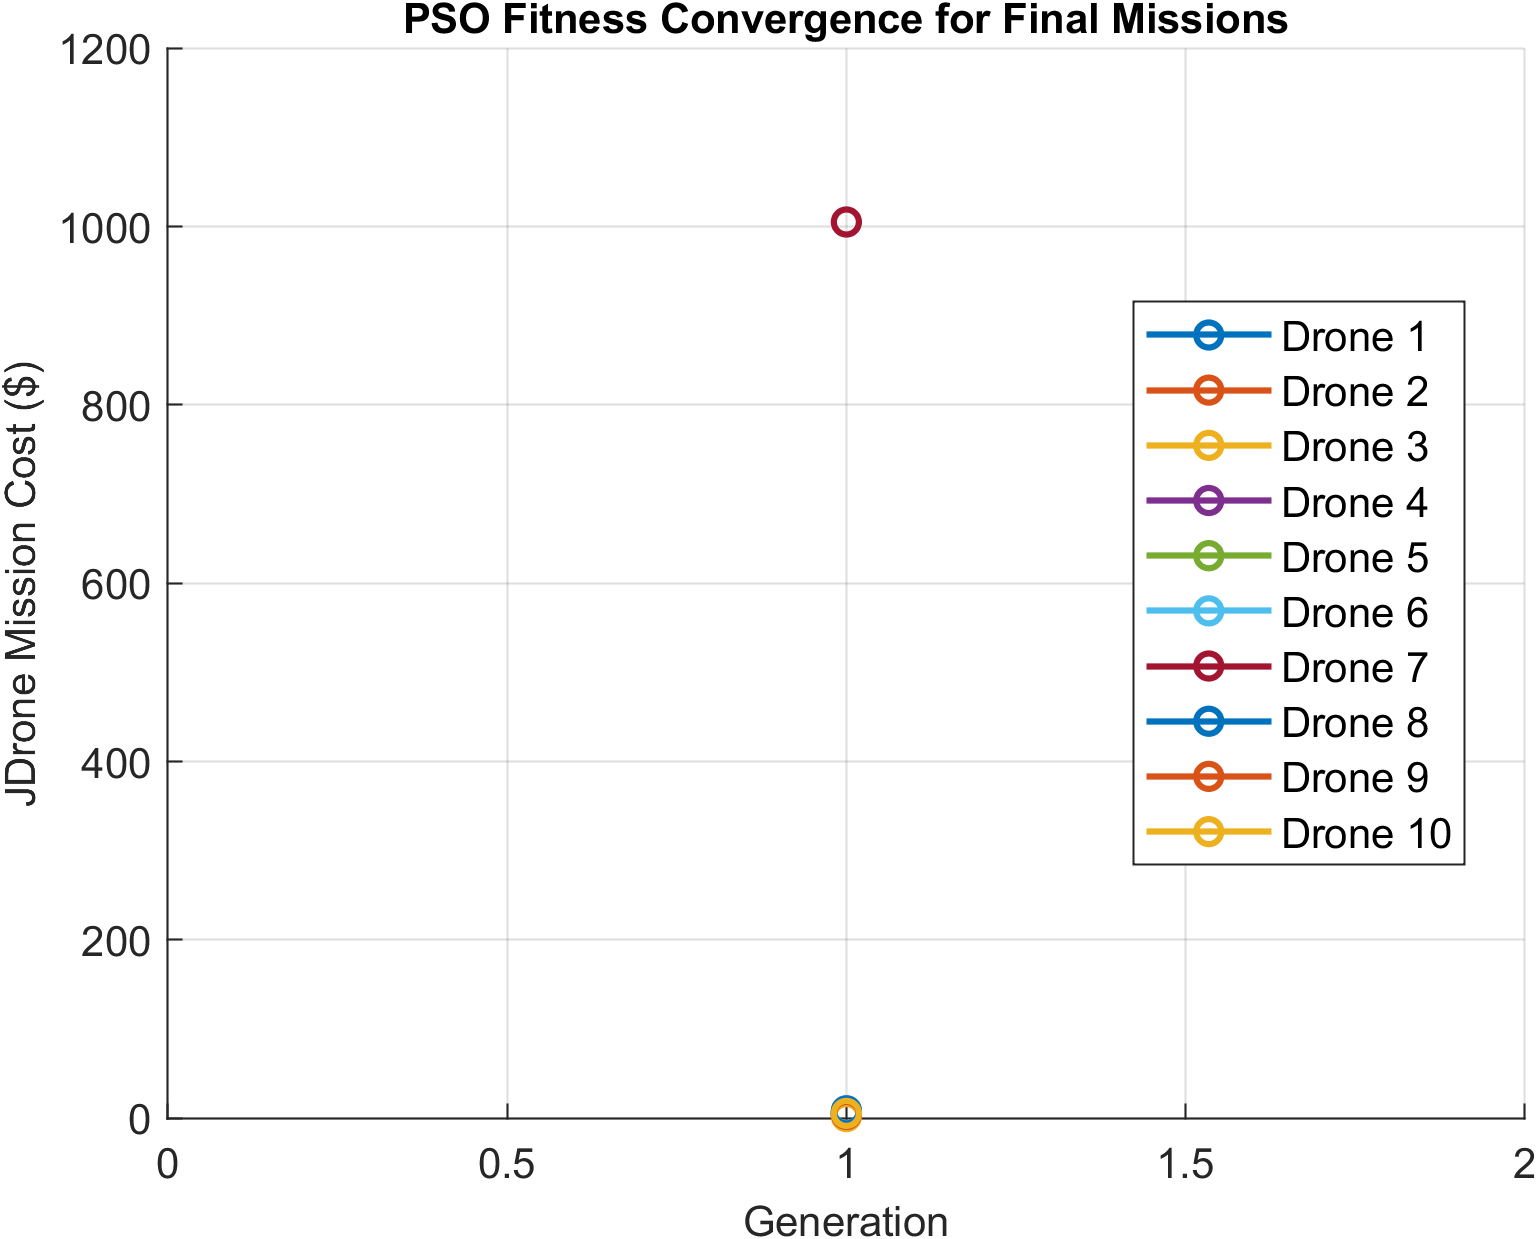 PSO Fitness Convergence for Final Missions
1200
1000
800
600
400
200
0
JDrone Mission Cost ($)
0
0.5
1
1.5
2
Generation
Drone 1
Drone 2
Drone 3
Drone 4
Drone 5
Drone 6
Drone 7
Drone 8
Drone 9
Drone 10